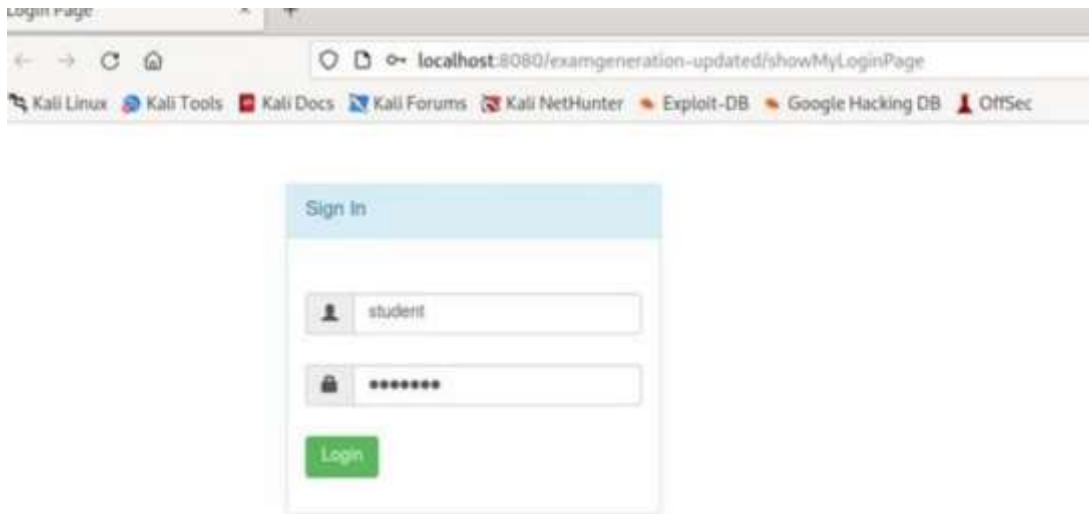 Login Page
localhost:8080/examgeneration-updated/showMyLoginPage
Kali Linux Kali Tools Kali Docs Kali Forums Kali NetHunter Exploit-DB Google Hacking DB OffSec
Sign In
student
•••••••
Login